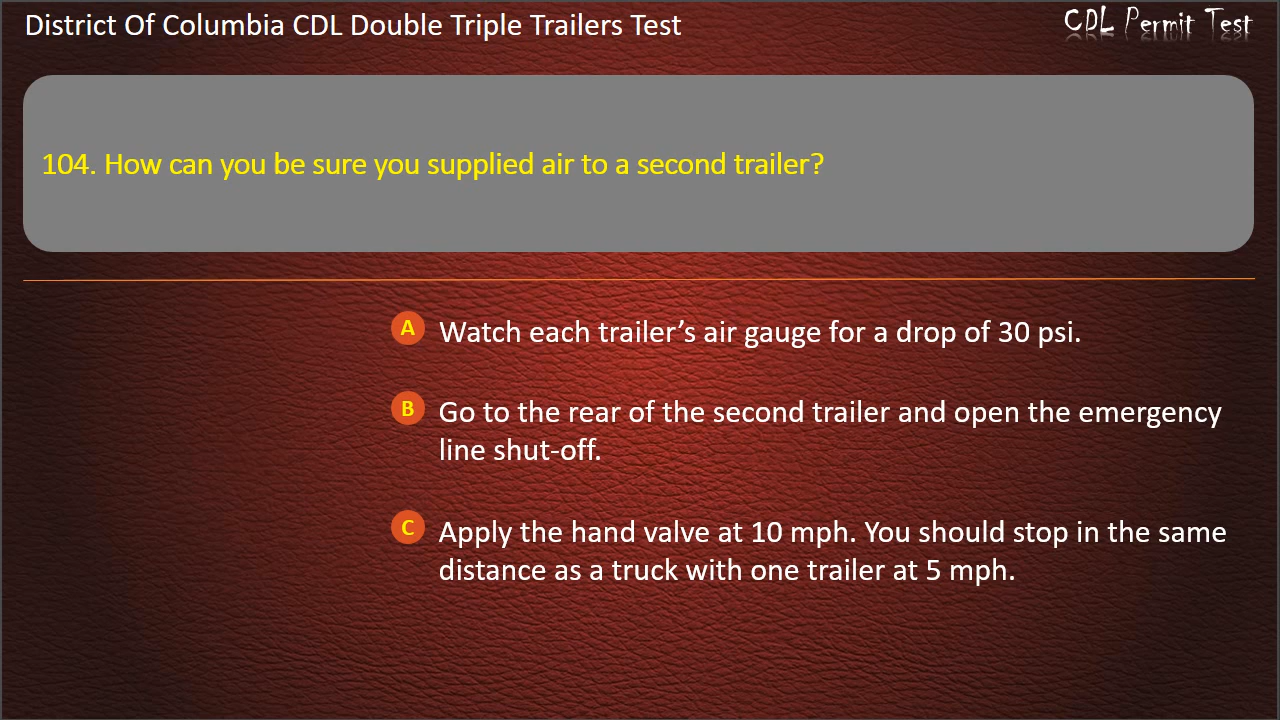 District Of Columbia CDL Double Triple Trailers Test
CDL Permit Test
104. How can you be sure you supplied air to a second trailer?
A Watch each trailer’s air gauge for a drop of 30 psi.
B Go to the rear of the second trailer and open the emergency
line shut-off.
C Apply the hand valve at 10 mph. You should stop in the same
distance as a truck with one trailer at 5 mph.